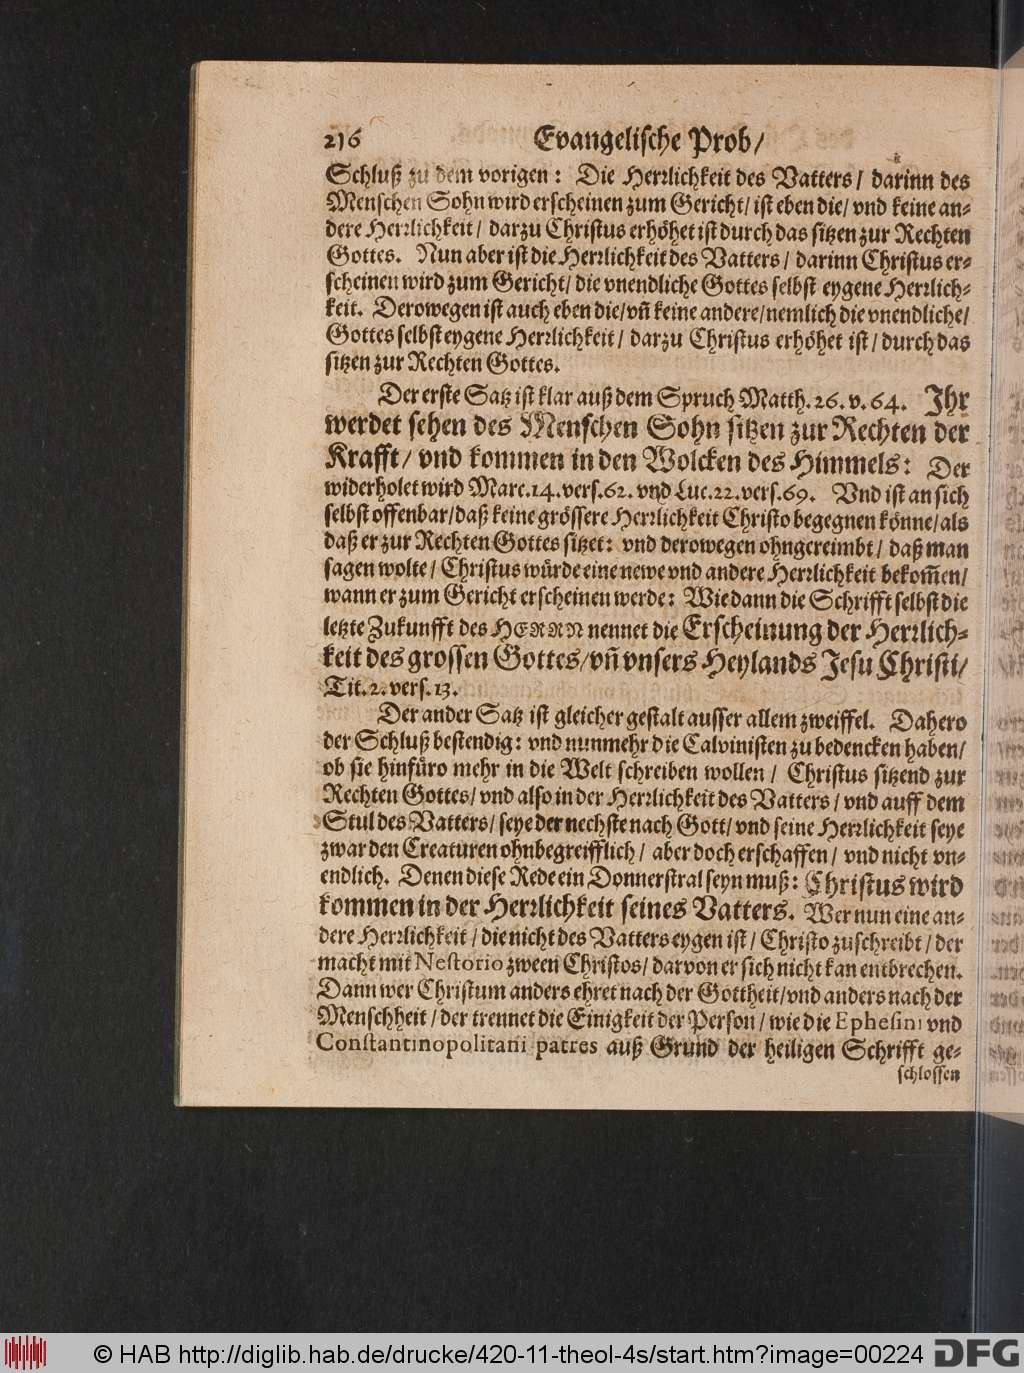 216 Evangelische Prob/
Schluß zu dem vorigen: Die Herrlichkeit des Vatters/ darinn des
Menschen Sohn wird erscheinen zum Gericht/ ist eben die/ vnd keine an-
dere Herrlichkeit/ darzu Christus erhöhet ist durch das sitzen zur Rechten
Gottes. Nun aber ist die Herrlichkeit des Vatters/ darinn Christus er-
scheinen wird zum Gericht/ die vnendliche Gottes selbst eygene Herrlich-
keit. Derowegen ist auch eben die/ vñ keine andere/ nemlich die vnendliche/
Gottes selbst eygene Herrlichkeit/ darzu Christus erhöhet ist/ durch das
sitzen zur Rechten Gottes.
Der erste Satz ist klar auß dem Spruch Matth. 26. v. 64. Ihr
werdet sehen des Menschen Sohn sitzen zur Rechten der
Krafft/ vnd kommen in den Wolcken des Himmels: Der
widerholet wird Marc. 14. vers. 62. vnd Luc. 22. vers. 69. Vnd ist an sich
selbst offenbar/ daß keine grössere Herrlichkeit Christo begegnen könne/ als
daß er zur Rechten Gottes sitzet: vnd derowegen ohngereimbt/ daß man
sagen wolte/ Christus würde eine newe vnd andere Herrlichkeit bekom̃en/
wann er zum Gericht erscheinen werde: Wie dann die Schrifft selbst die
letzte Zukunfft des HERRN nennet die Erscheinung der Herrlich-
keit des grossen Gottes/ vñ vnsers Heylands Jesu Christi/
Tit. 2. vers. 13.
Der ander Satz ist gleicher gestalt ausser allem zweiffel. Dahero
der Schluß bestendig: vnd nunmehr die Calvinisten zu bedencken haben/
ob sie hinfüro mehr in die Welt schreiben wollen/ Christus sitzend zur
Rechten Gottes/ vnd also in der Herrlichkeit des Vatters/ vnd auff dem
Stul des Vatters/ seye der nechste nach Gott/ vnd seine Herrlichkeit seye
zwar den Creaturen ohnbegreifflich/ aber doch erschaffen/ vnd nicht vn-
endlich. Denen diese Rede ein Donnerstral seyn muß: Christus wird
kommen in der Herrlichkeit seines Vatters. Wer nun eine an-
dere Herrlichkeit/ die nicht des Vatters eygen ist/ Christo zuschreibt/ der
macht mit Nestorio zween Christos/ darvon er sich nicht kan entbrechen.
Dann wer Christum anders ehret nach der Gottheit/ vnd anders nach der
Menschheit/ der trennet die Einigkeit der Person/ wie die Ephesini vnd
Constantinopolitani patres auß Grund der heiligen Schrifft ge-
schlossen
© HAB http://diglib.hab.de/drucke/420-11-theol-4s/start.htm?image=00224
DFG